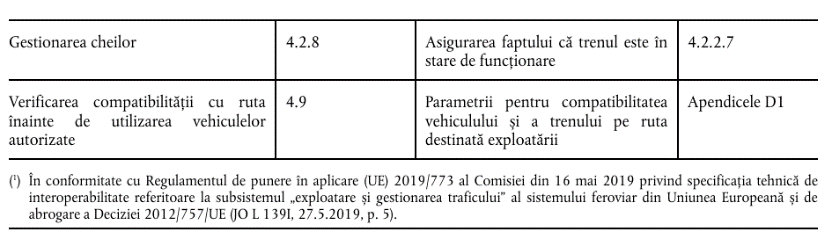 Gestionarea cheilor 4.2.8 Asigurarea faptului că trenul este în 4.2.2.7
stare de funcționare
Verificarea compatibilității cu ruta 4.9 Parametrii pentru compatibilitatea Apendicele D1
înainte de utilizarea vehiculelor vehiculului și a trenului pe ruta
autorizate destinată exploatării
(¹) În conformitate cu Regulamentul de punere în aplicare (UE) 2019/773 al Comisiei din 16 mai 2019 privind specificația tehnică de
interoperabilitate referitoare la subsistemul „exploatare și gestionarea traficului” al sistemului feroviar din Uniunea Europeană și de
abrogare a Deciziei 2012/757/UE (JO L 139I, 27.5.2019, p. 5).